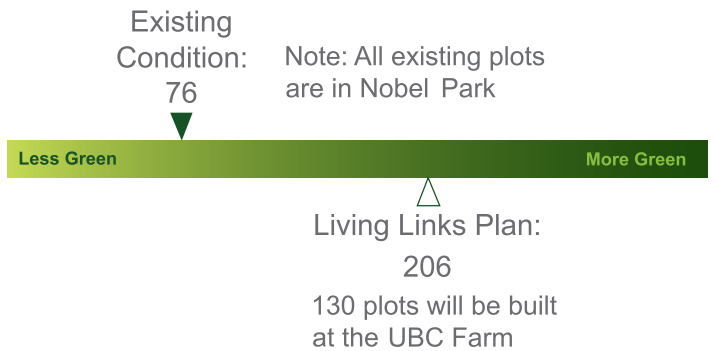 Existing
Condition:
76
Note: All existing plots
are in Nobel Park
Less Green
More Green
Living Links Plan:
206
130 plots will be built
at the UBC Farm